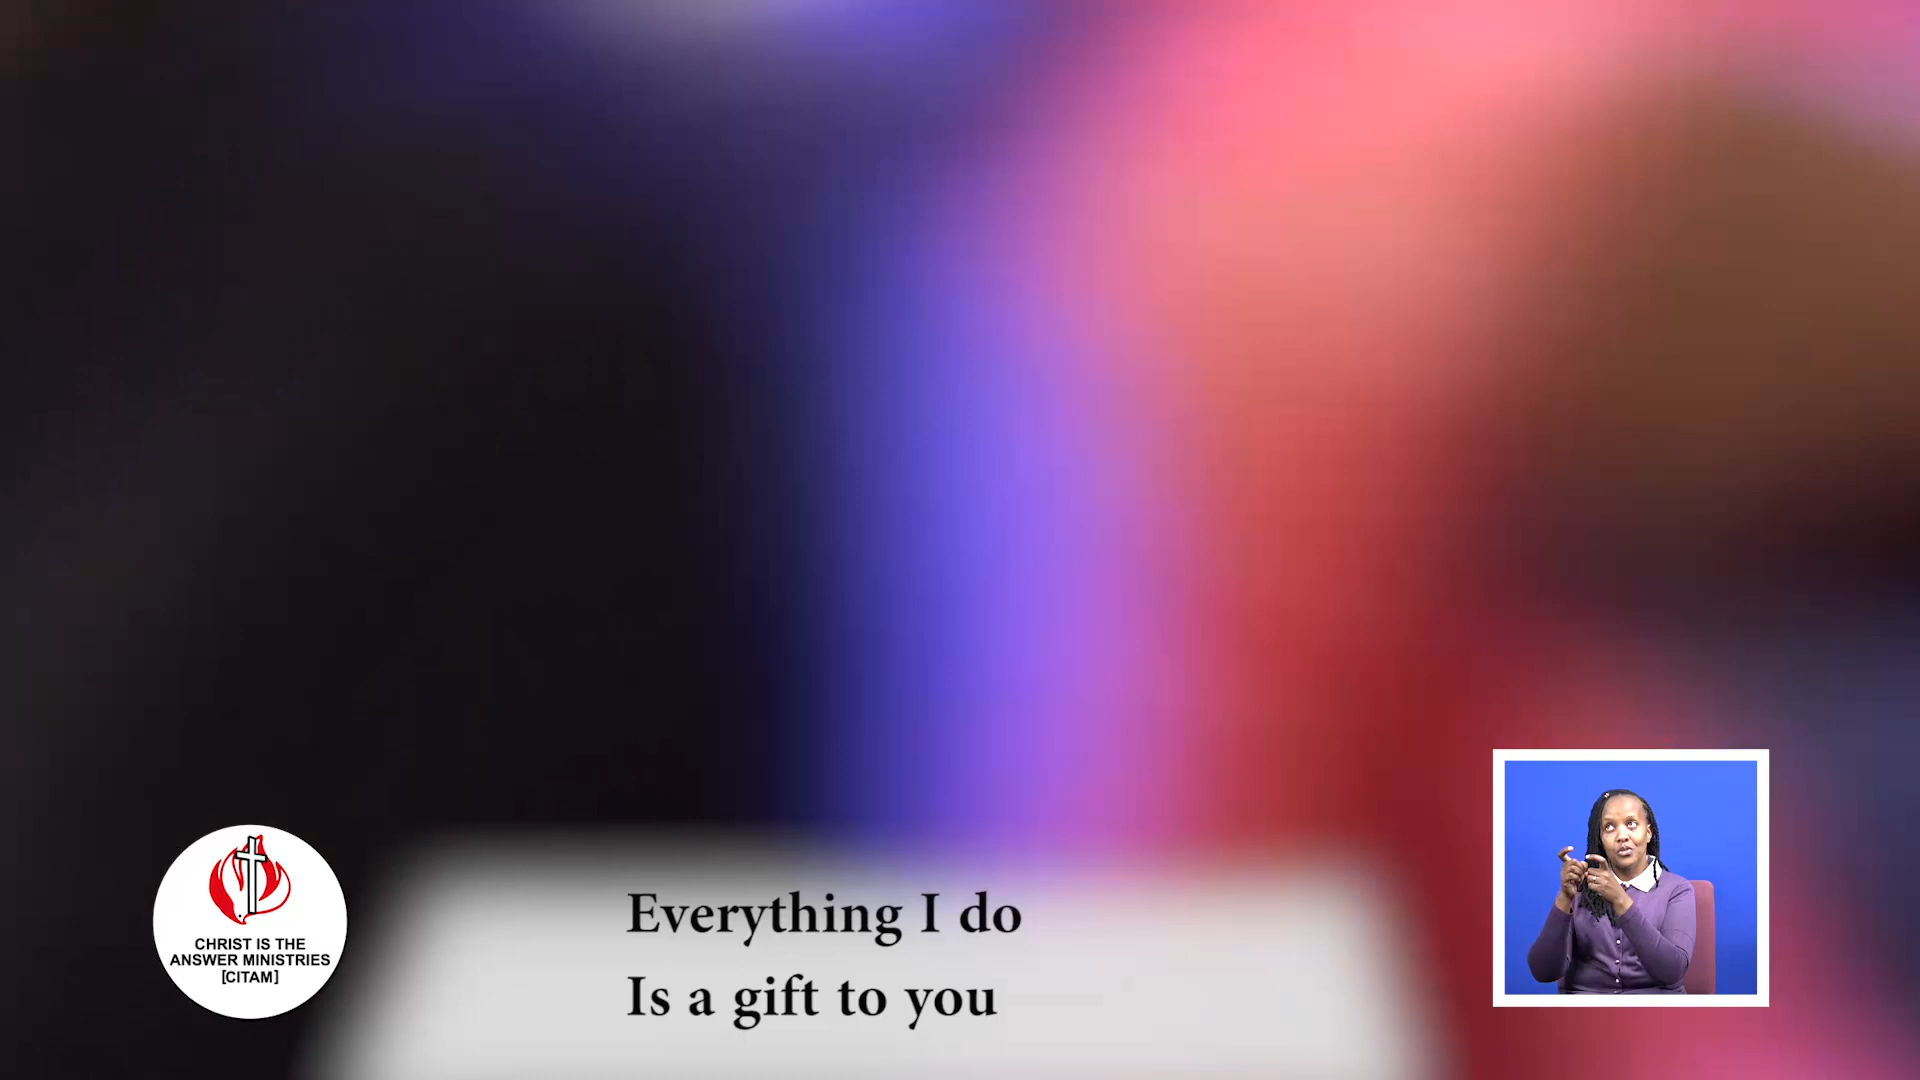 CHRIST IS THE
ANSWER MINISTRIES
[CITAM]
Everything I do
Is a gift to you